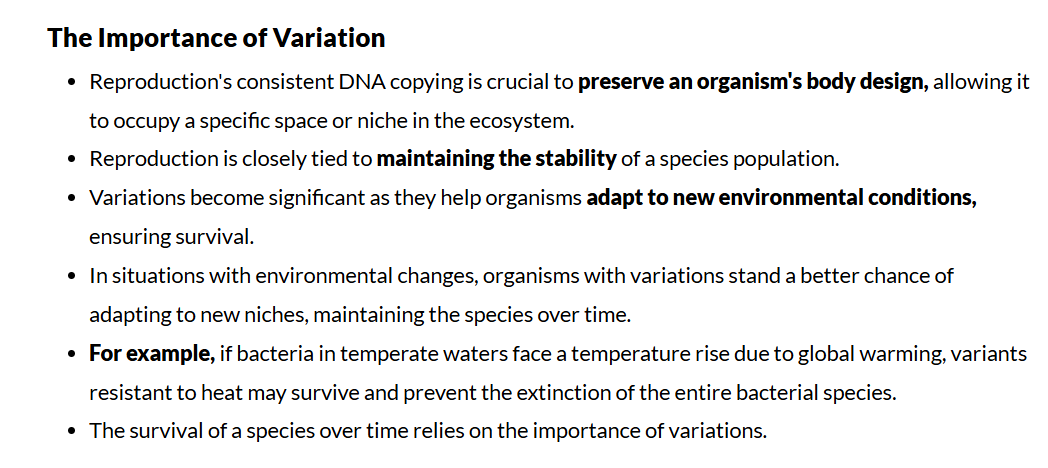 The Importance of Variation
• Reproduction's consistent DNA copying is crucial to preserve an organism's body design, allowing it
to occupy a specific space or niche in the ecosystem.
• Reproduction is closely tied to maintaining the stability of a species population.
• Variations become significant as they help organisms adapt to new environmental conditions,
ensuring survival.
• In situations with environmental changes, organisms with variations stand a better chance of
adapting to new niches, maintaining the species over time.
• For example, if bacteria in temperate waters face a temperature rise due to global warming, variants
resistant to heat may survive and prevent the extinction of the entire bacterial species.
• The survival of a species over time relies on the importance of variations.